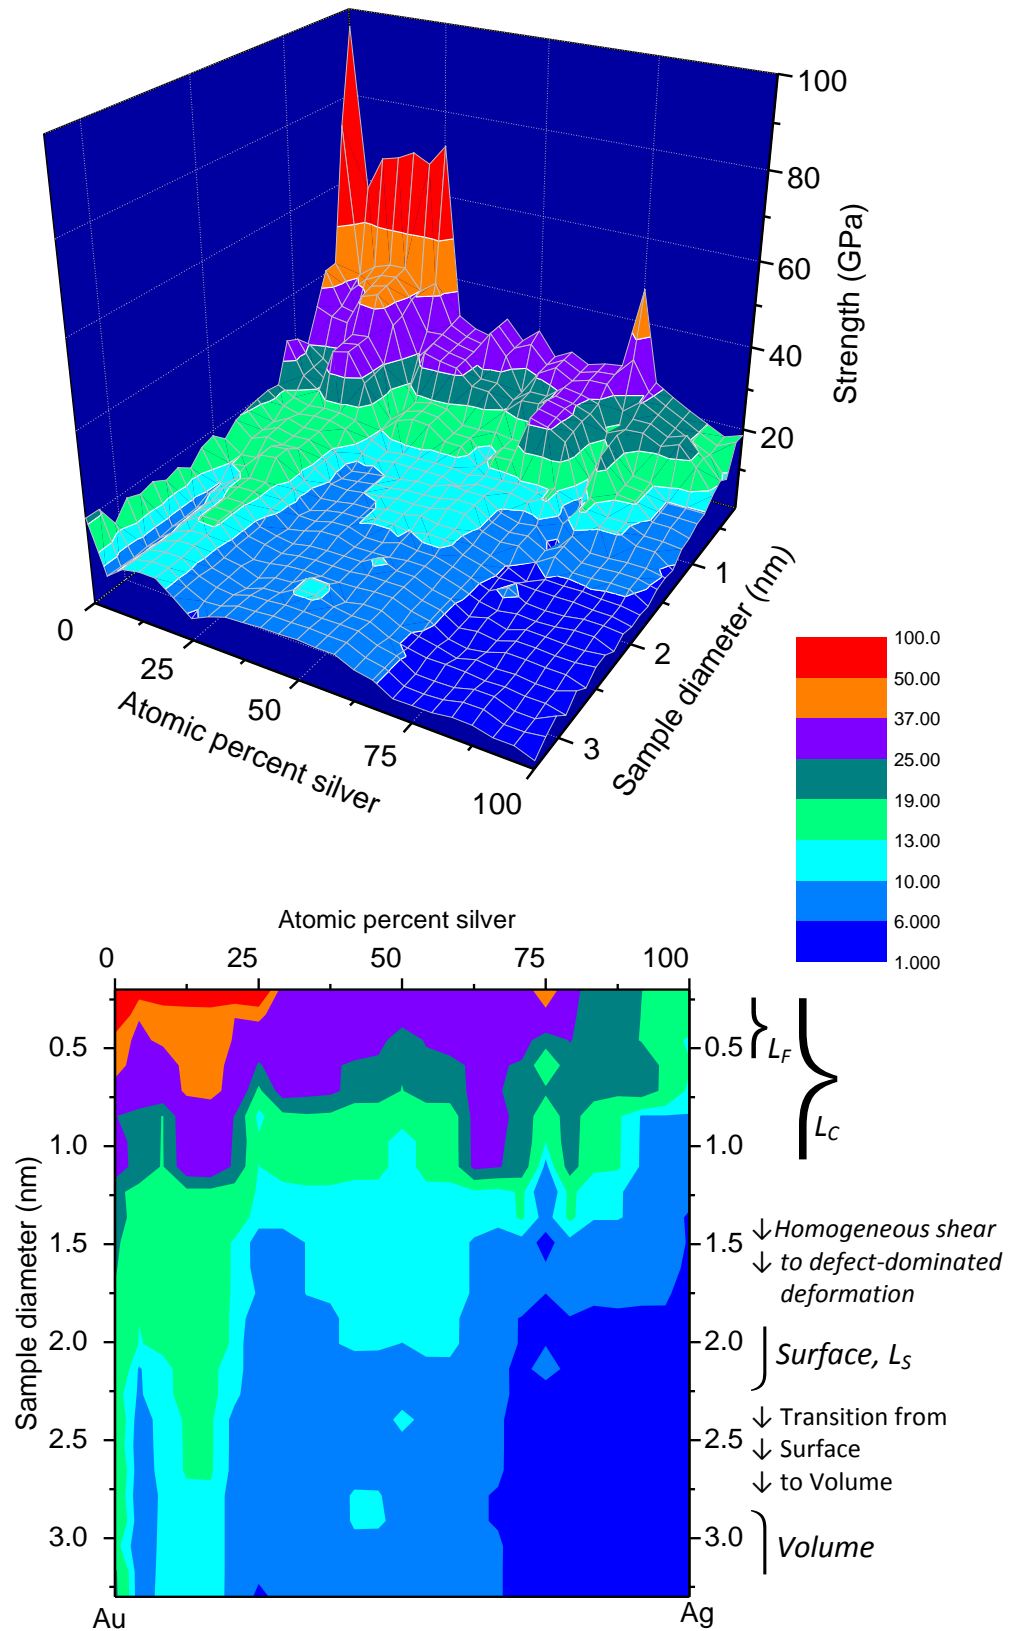 100
80
60
40
20
Strength (GPa)
0
25
50
75
100
Atomic percent silver
1
2
3
Sample diameter (nm)
100.0
50.00
37.00
25.00
19.00
13.00
10.00
6.000
1.000
Atomic percent silver
0 25 50 75 100
0.5
1.0
1.5
2.0
2.5
3.0
Sample diameter (nm)
0.5
1.0
1.5
2.0
2.5
3.0
Au
Ag
L_F
L_C
↓ Homogeneous shear
↓ to defect-dominated
deformation
Surface, L_S
↓ Transition from
↓ Surface
↓ to Volume
Volume